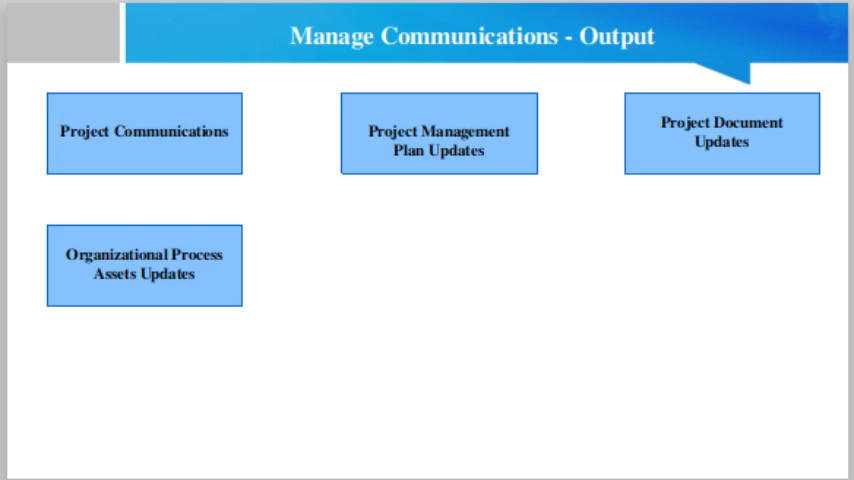 Manage Communications - Output
Project Communications
Project Management
Plan Updates
Project Document
Updates
Organizational Process
Assets Updates